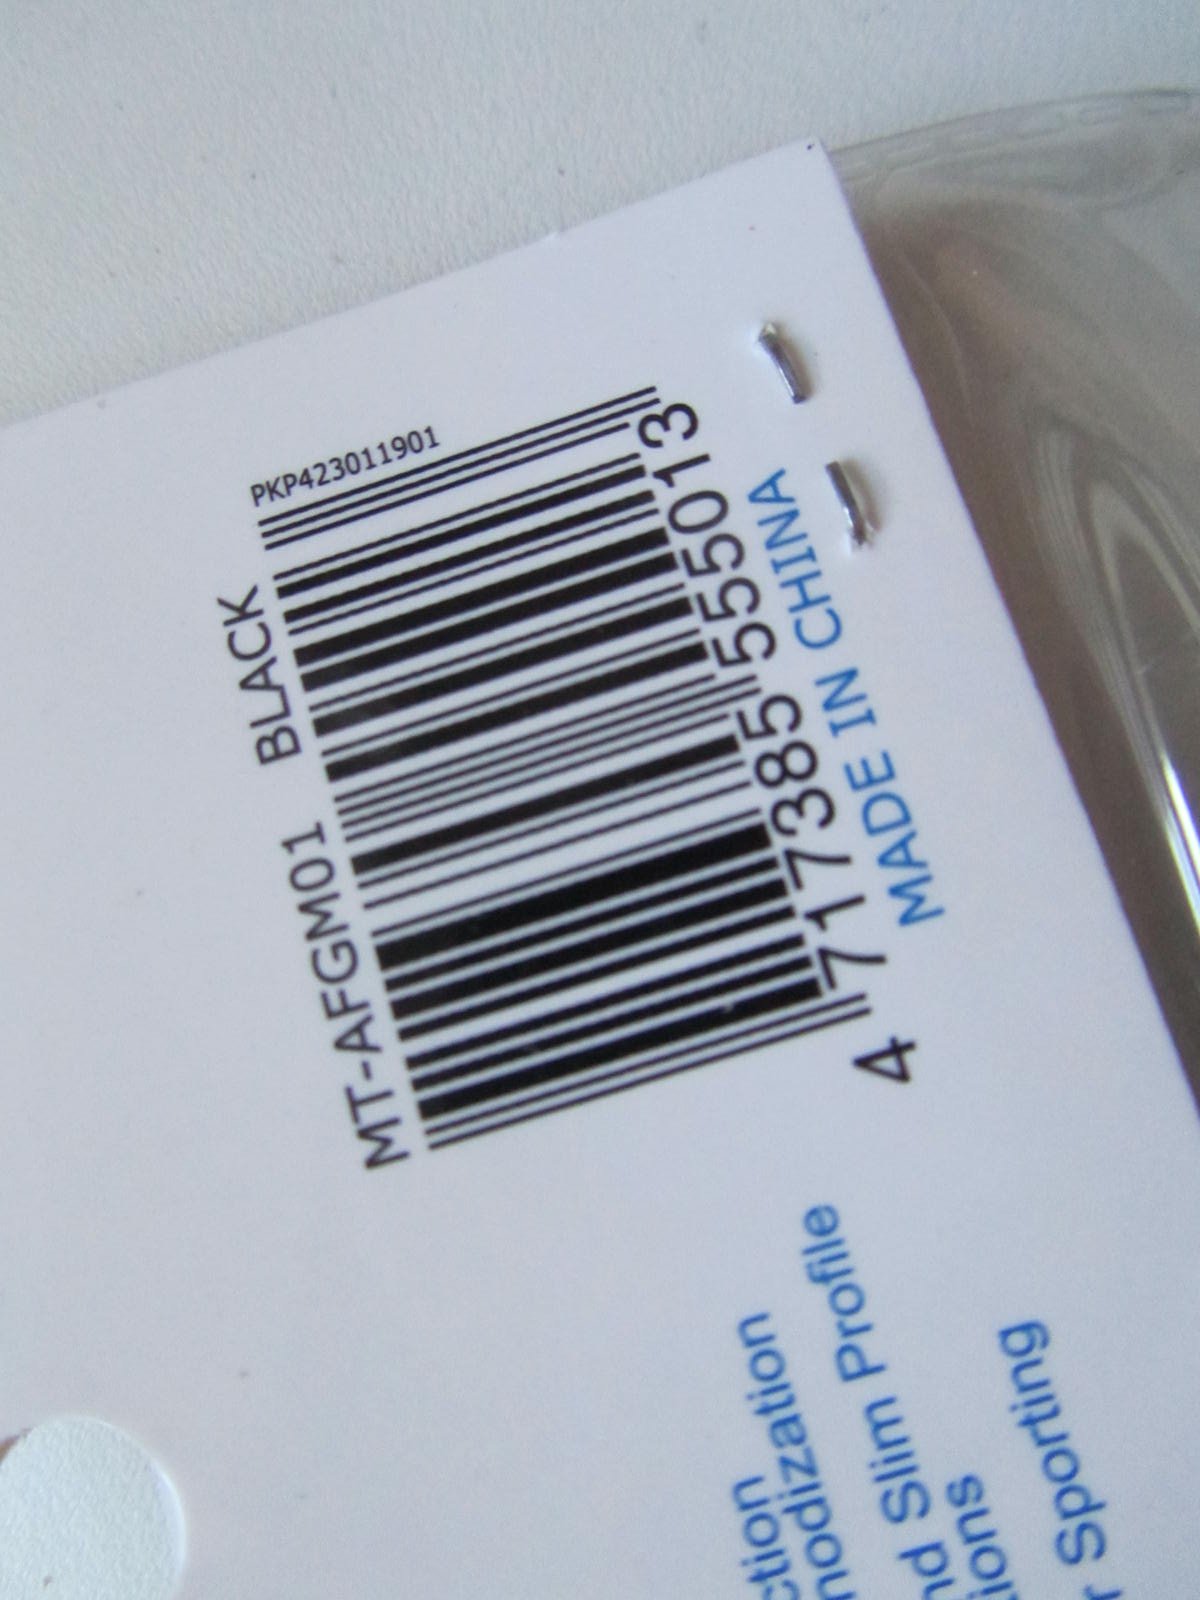 PKP423011901
MT-AFGM01 BLACK
4 717385 555013
MADE IN CHINA
ction
nodization
nd Slim Profile
ions
r Sporting